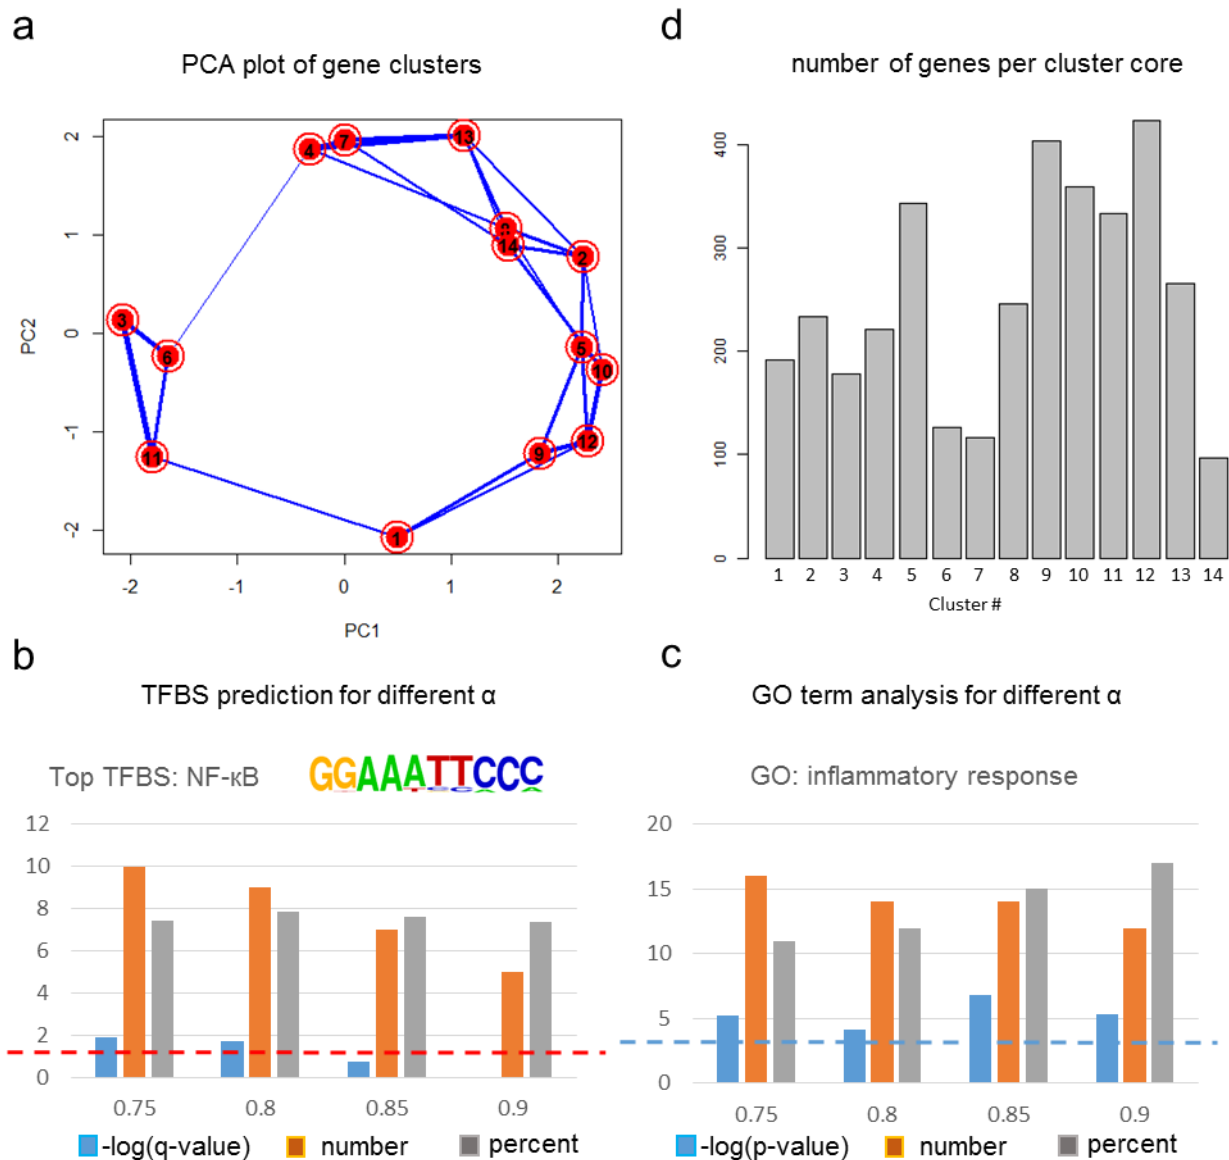 a
PCA plot of gene clusters
2
1
0
-1
-2
PC2
4
7
13
14
2
3
6
5
10
11
9
12
1
-2 -1 0 1 2
PC1
d
number of genes per cluster core
400
300
200
100
0
1 2 3 4 5 6 7 8 9 10 11 12 13 14
Cluster #
b
TFBS prediction for different α
Top TFBS: NF-κB GGAAATTCCC
12
10
8
6
4
2
0
0.75 0.8 0.85 0.9
-log(q-value) number percent
c
GO term analysis for different α
GO: inflammatory response
20
15
10
5
0
0.75 0.8 0.85 0.9
-log(p-value) number percent